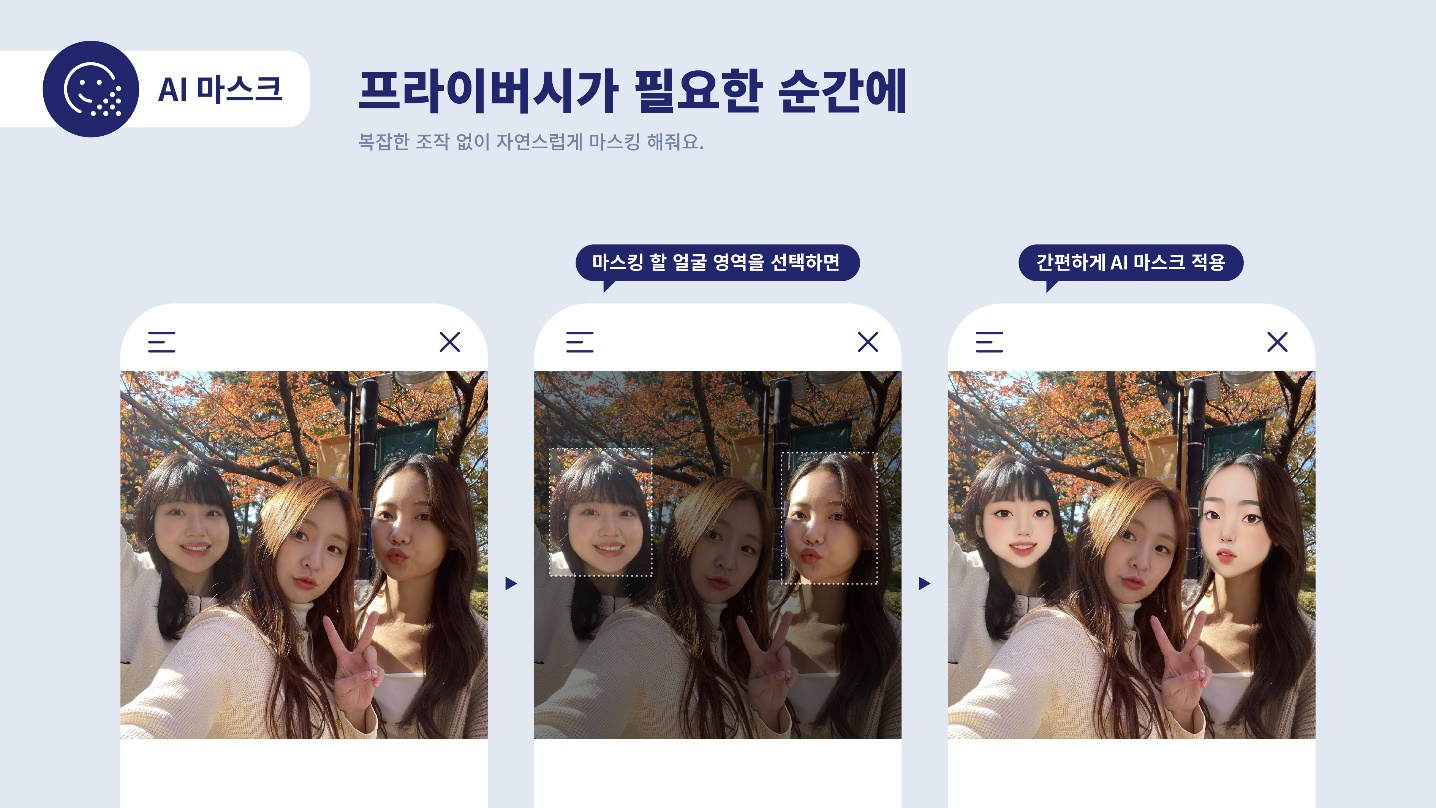 AI 마스크
프라이버시가 필요한 순간에
복잡한 조작 없이 자연스럽게 마스킹 해줘요.
마스킹 할 얼굴 영역을 선택하면
간편하게 AI 마스크 적용